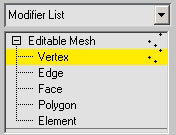 Modifier List
Editable Mesh
Vertex
Edge
Face
Polygon
Element